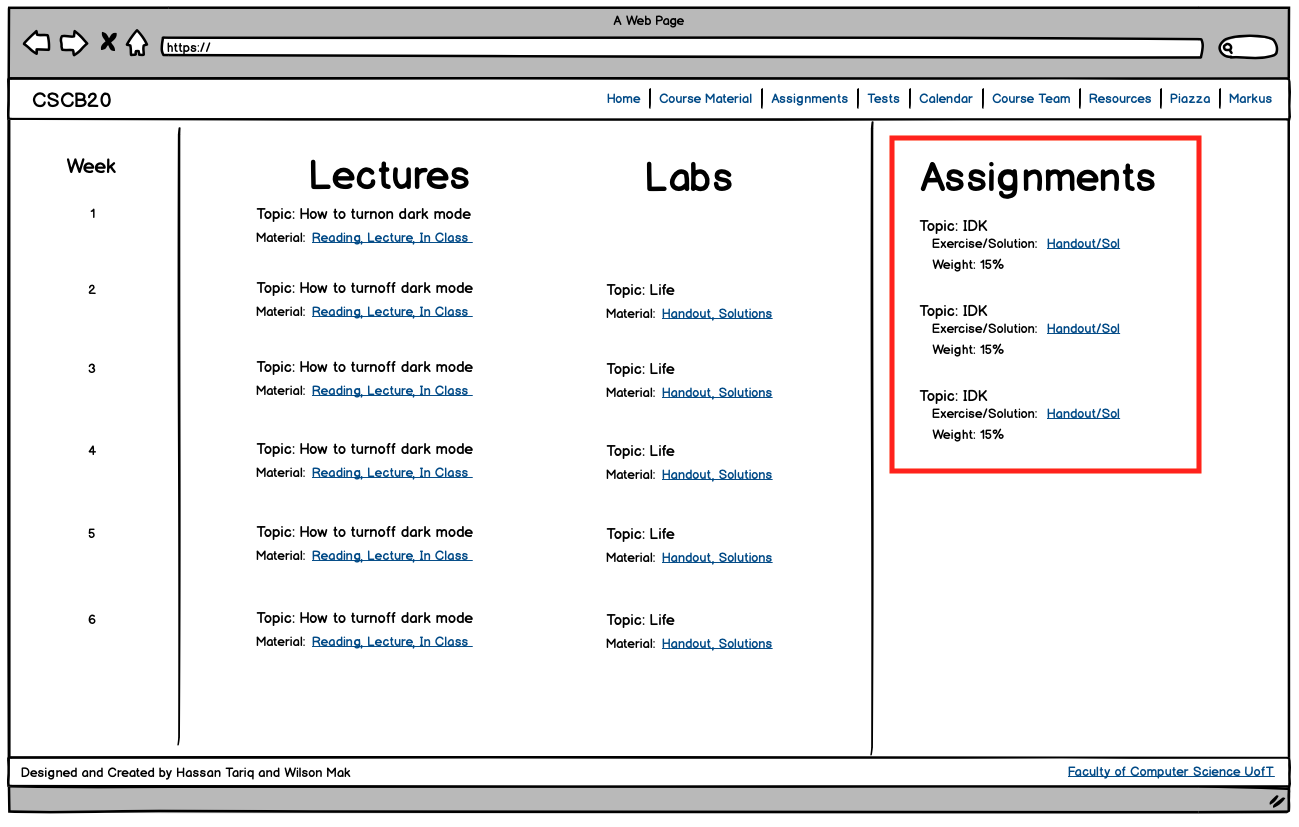 A Web Page
https://
CSCB20
Home | Course Material | Assignments | Tests | Calendar | Course Team | Resources | Piazza | Markus
Week
1
2
3
4
5
6
Lectures
Topic: How to turnon dark mode
Material: Reading, Lecture, In Class
Topic: How to turnoff dark mode
Material: Reading, Lecture, In Class
Topic: How to turnoff dark mode
Material: Reading, Lecture, In Class
Topic: How to turnoff dark mode
Material: Reading, Lecture, In Class
Topic: How to turnoff dark mode
Material: Reading, Lecture, In Class
Topic: How to turnoff dark mode
Material: Reading, Lecture, In Class
Labs
Topic: Life
Material: Handout, Solutions
Topic: Life
Material: Handout, Solutions
Topic: Life
Material: Handout, Solutions
Topic: Life
Material: Handout, Solutions
Topic: Life
Material: Handout, Solutions
Assignments
Topic: IDK
Exercise/Solution: Handout/Sol
Weight: 15%
Topic: IDK
Exercise/Solution: Handout/Sol
Weight: 15%
Topic: IDK
Exercise/Solution: Handout/Sol
Weight: 15%
Designed and Created by Hassan Tariq and Wilson Mak
Faculty of Computer Science UofT